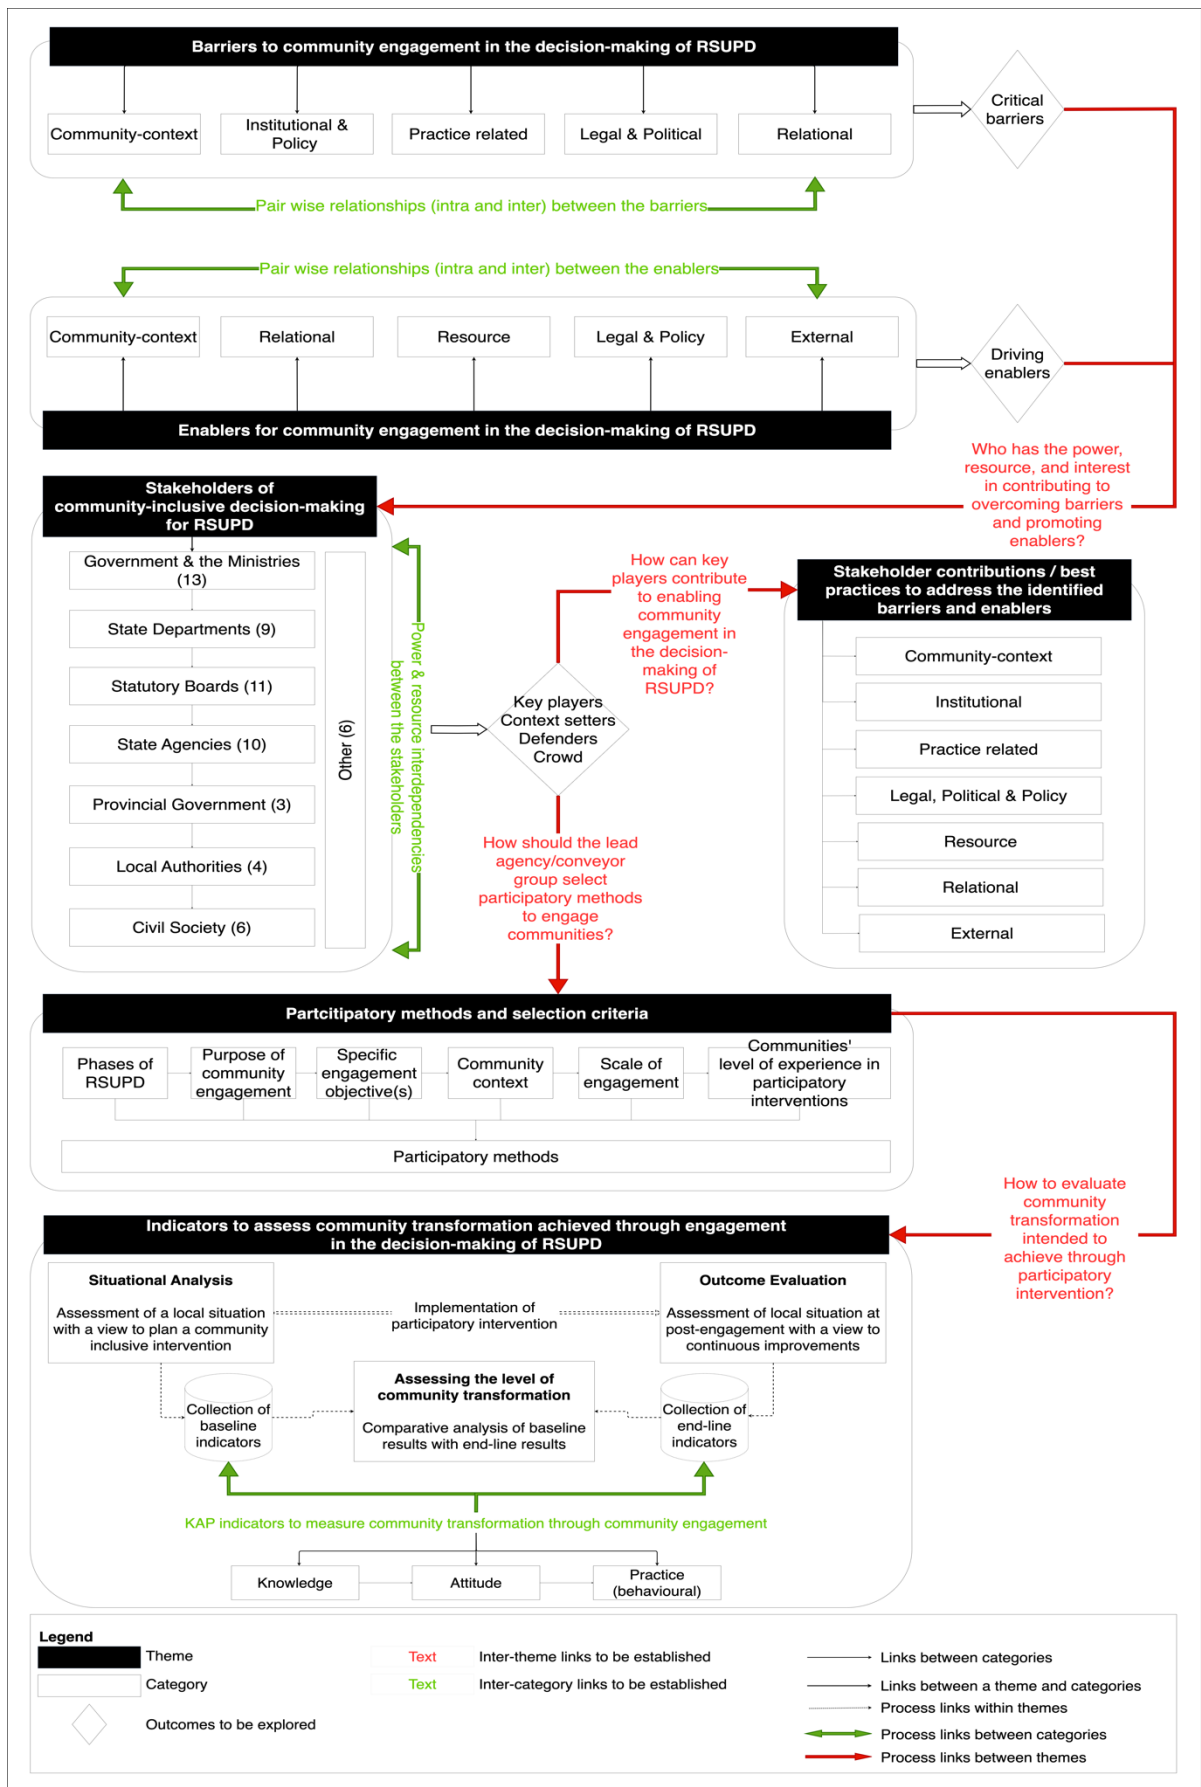 Barriers to community engagement in the decision-making of RSUPD
Community-context
Institutional &
Policy
Practice related
Legal & Political
Relational
Critical
barriers
Pair wise relationships (intra and inter) between the barriers
Pair wise relationships (intra and inter) between the enablers
Community-context
Relational
Resource
Legal & Policy
External
Driving
enablers
Enablers for community engagement in the decision-making of RSUPD
Who has the power,
resource, and interest
in contributing to
overcoming barriers
and promoting
enablers?
Stakeholders of
community-inclusive decision-making
for RSUPD
Government & the Ministries
(13)
State Departments (9)
Statutory Boards (11)
State Agencies (10)
Provincial Government (3)
Local Authorities (4)
Civil Society (6)
Other (6)
Power & resource interdependencies
between the stakeholders
Key players
Context setters
Defenders
Crowd
How can key
players contribute
to enabling
community
engagement in
the decision-
making of
RSUPD?
Stakeholder contributions / best
practices to address the identified
barriers and enablers
Community-context
Institutional
Practice related
Legal, Political & Policy
Resource
Relational
External
How should the lead
agency/conveyor
group select
participatory methods
to engage
communities?
Partcitipatory methods and selection criteria
Phases of
RSUPD
Purpose of
community
engagement
Specific
engagement
objective(s)
Community
context
Scale of
engagement
Communities'
level of experience in
participatory
interventions
Participatory methods
How to evaluate
community
transformation
intended to
achieve through
participatory
intervention?
Indicators to assess community transformation achieved through engagement
in the decision-making of RSUPD
Situational Analysis
Assessment of a local situation
with a view to plan a community
inclusive intervention
Implementation of
participatory intervention
Outcome Evaluation
Assessment of local situation at
post-engagement with a view to
continuous improvements
Collection of
baseline
indicators
Assessing the level of
community transformation
Comparative analysis of baseline
results with end-line results
Collection of
end-line
indicators
KAP indicators to measure community transformation through community engagement
Knowledge
Attitude
Practice
(behavioural)
Legend
Theme
Category
Outcomes to be explored
Text
Inter-theme links to be established
Text
Inter-category links to be established
Links between categories
Links between a theme and categories
Process links within themes
Process links between categories
Process links between themes